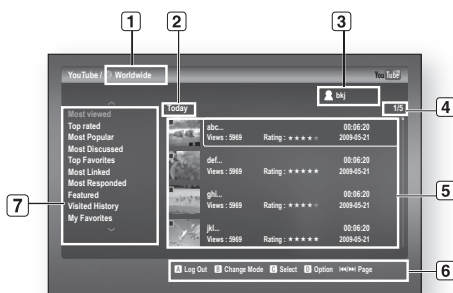 1
2
3
YouTube / Worldwide
You Tube
bkj
4
Today
1/5
Most viewed
Top rated
Most Popular
Most Discussed
Top Favorites
Most Linked
Most Responded
Featured
Visited History
My Favorites
7
abc...
00:06:20
Views : 5969 Rating : ★★★★★ 2009-05-21
def...
00:06:20
Views : 5969 Rating : ★★★★★ 2009-05-21
ghi...
00:06:20
Views : 5969 Rating : ★★★★★ 2009-05-21
jkl...
00:06:20
Views : 5969 Rating : ★★★★★ 2009-05-21
5
A Log Out B Change Mode C Select D Option Page
6